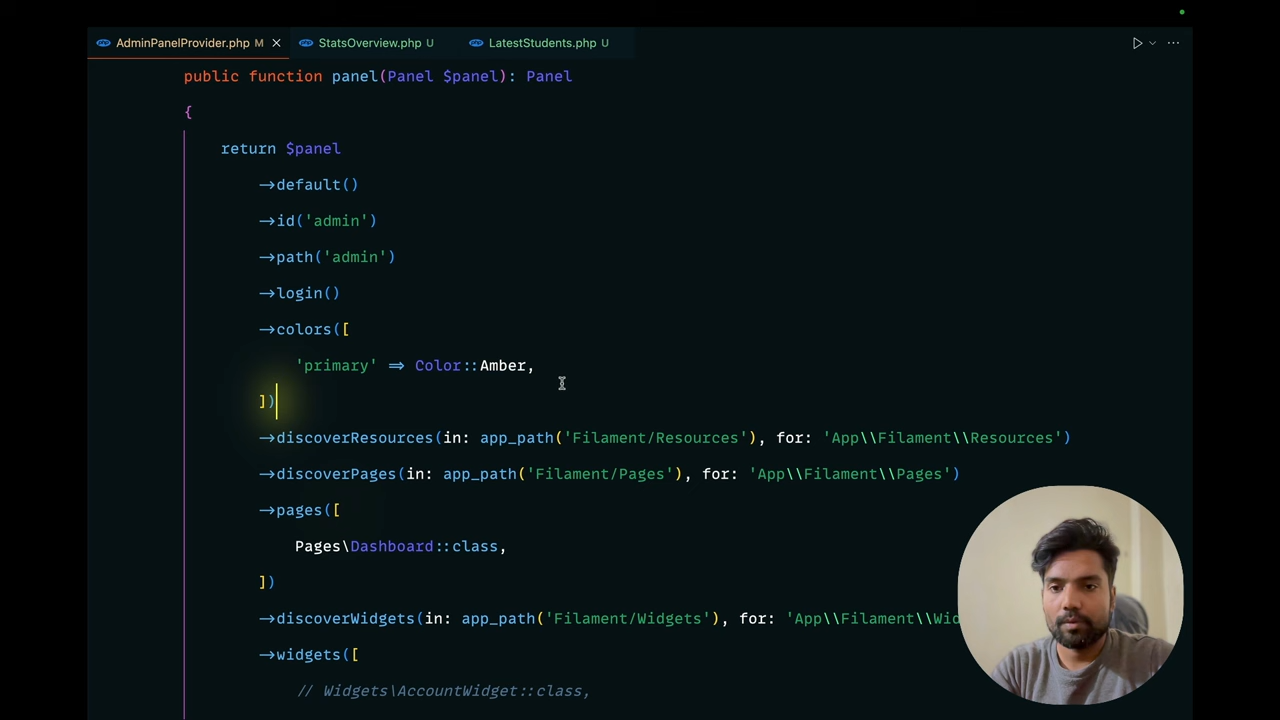 AdminPanelProvider.php M
StatsOverview.php U
LatestStudents.php U
public function panel(Panel $panel): Panel
{
return $panel
->default()
->id('admin')
->path('admin')
->login()
->colors([
'primary' => Color::Amber,
])
->discoverResources(in: app_path('Filament/Resources'), for: 'App\\Filament\\Resources')
->discoverPages(in: app_path('Filament/Pages'), for: 'App\\Filament\\Pages')
->pages([
Pages\Dashboard::class,
])
->discoverWidgets(in: app_path('Filament/Widgets'), for: 'App\\Filament\\Wid
->widgets([
// Widgets\AccountWidget::class,